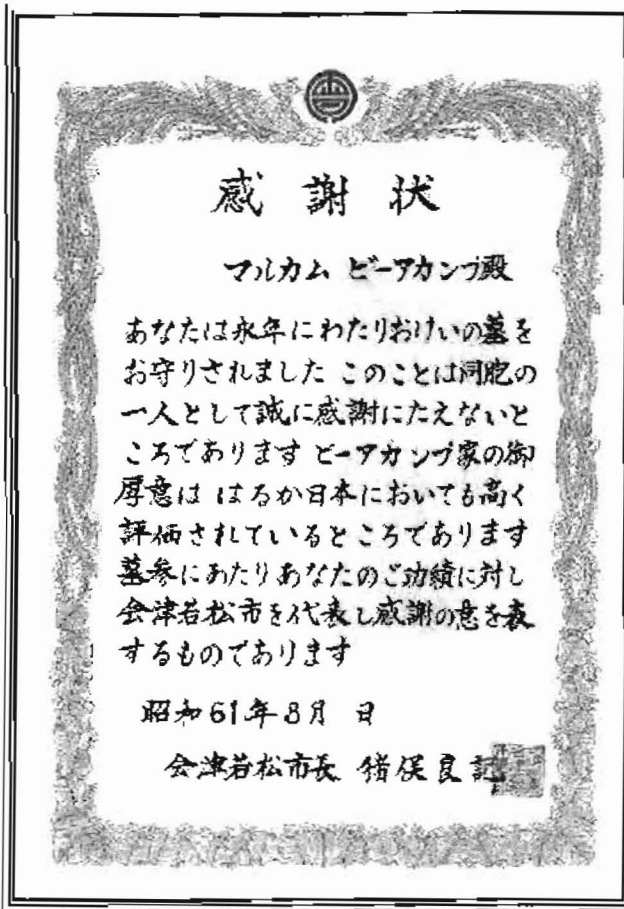 感謝状
マルカム ビーアカンプ殿
あなたは永年にわたりおけいの墓を
お守りされました このことは同胞の
一人として誠に感謝にたえないと
ころであります ビーアカンプ家の御
厚意は はるか日本においても高く
評価されているところであります
墓参にあたりあなたのご功績に対し
会津若松市を代表し感謝の意を表
するものであります
昭和61年8月 日
会津若松市長 猪俣良記